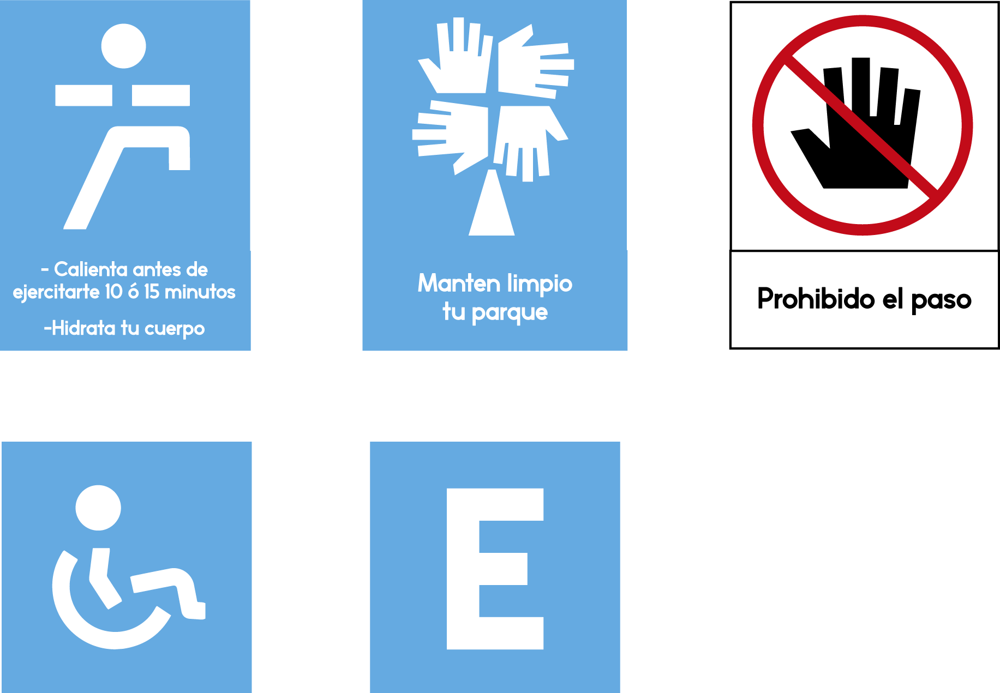 - Calienta antes de
ejercitarte 10 ó 15 minutos
-Hidrata tu cuerpo
Manten limpio
tu parque
Prohibido el paso
E